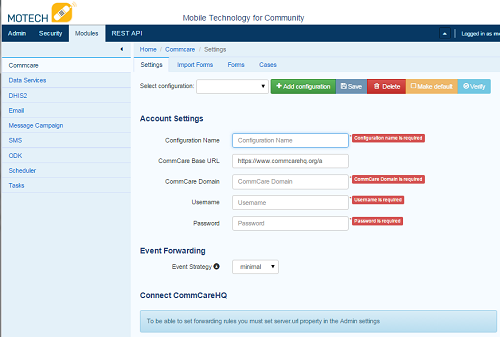 MOTECH
Mobile Technology for Community
Admin Security Modules REST API Logged in as m
Home / Commcare / Settings
Commcare
Data Services
DHIS2
Email
Message Campaign
SMS
ODK
Scheduler
Tasks
Settings Import Forms Forms Cases
Select configuration: + Add configuration Save Delete Make default Verify
Account Settings
Configuration Name Configuration Name Configuration name is required
CommCare Base URL https://www.commcarehq.org/a
CommCare Domain CommCare Domain CommCare Domain is required
Username Username Username is required
Password Password Password is required
Event Forwarding
Event Strategy minimal
Connect CommCareHQ
To be able to set forwarding rules you must set server url property in the Admin settings